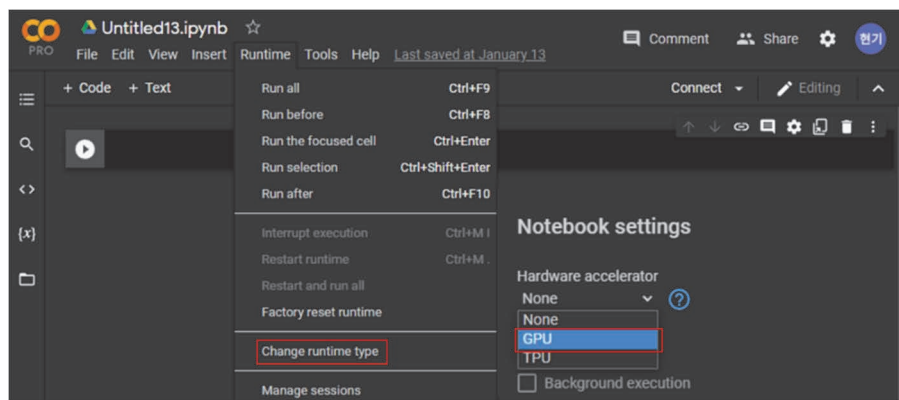 Untitled13.ipynb
PRO
File Edit View Insert Runtime Tools Help Last saved at January 13
Comment Share 현기
+ Code + Text
Connect Editing
Run all Ctrl+F9
Run before Ctrl+F8
Run the focused cell Ctrl+Enter
Run selection Ctrl+Shift+Enter
Run after Ctrl+F10
Interrupt execution Ctrl+M I
Restart runtime Ctrl+M .
Restart and run all
Factory reset runtime
Change runtime type
Manage sessions
Notebook settings
Hardware accelerator
None
None
GPU
TPU
Background execution